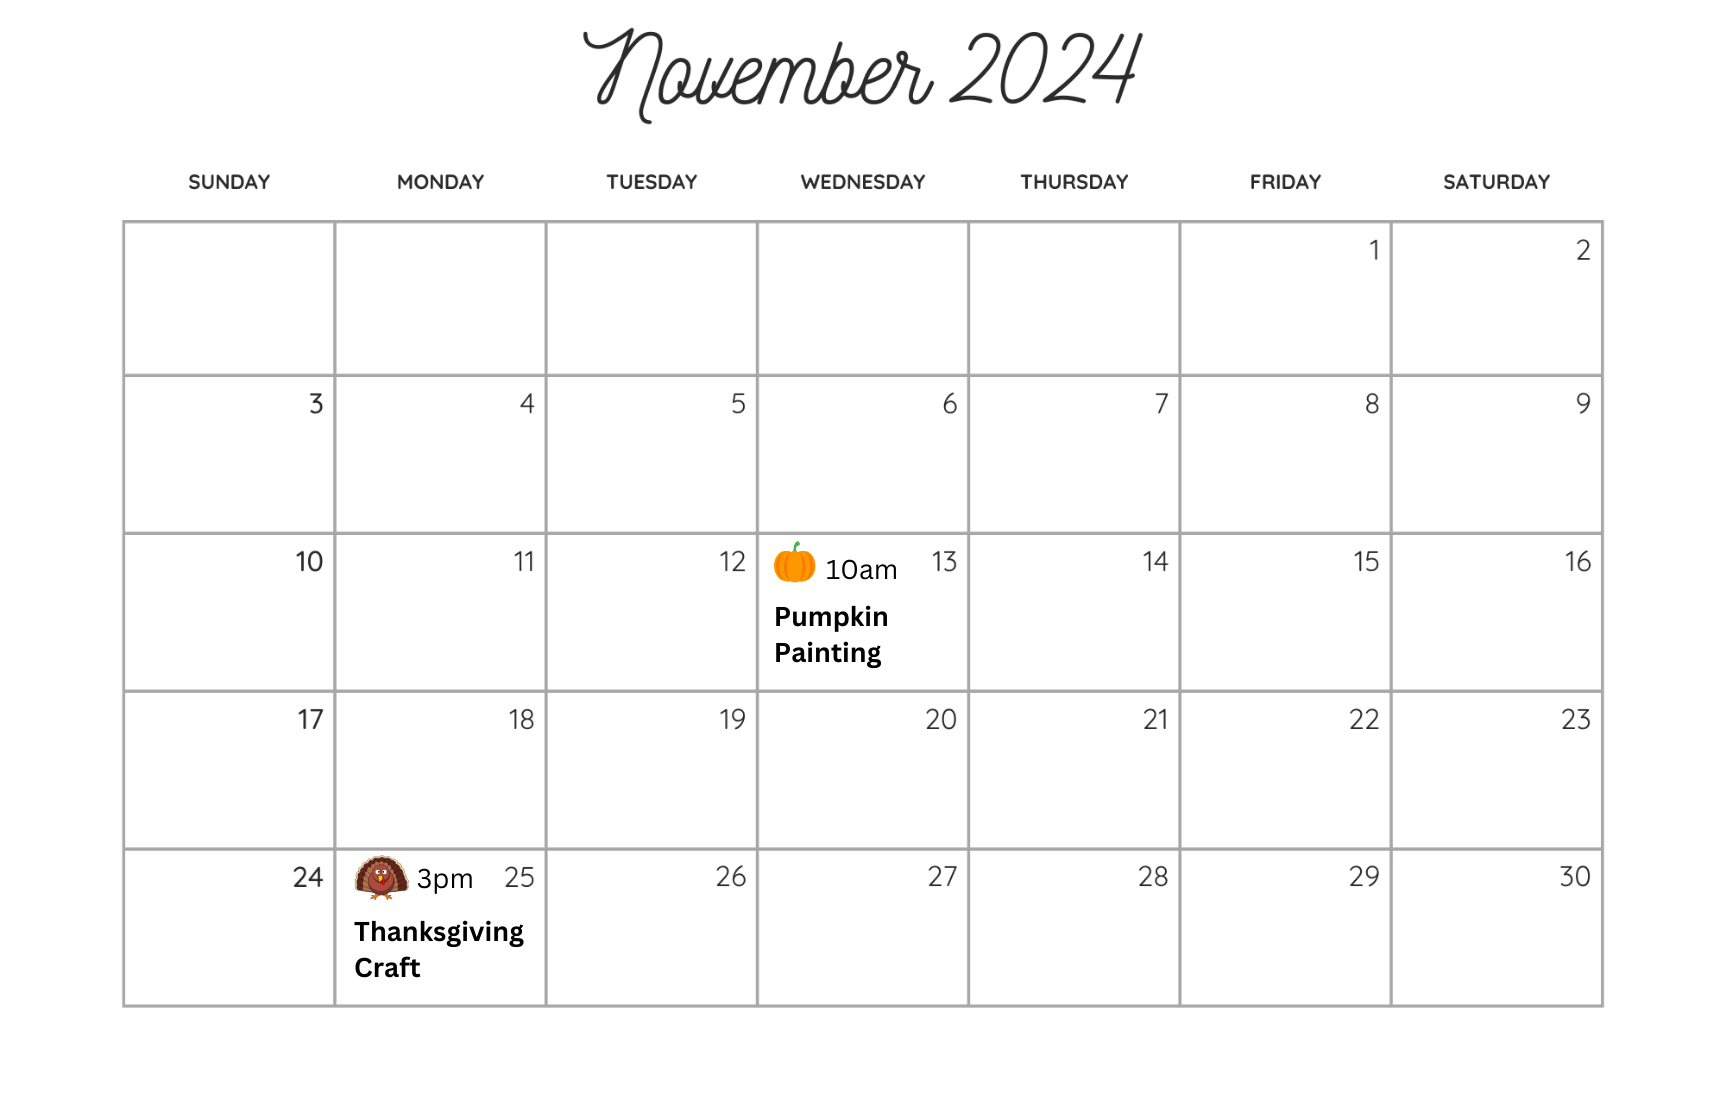 November 2024
SUNDAY MONDAY TUESDAY WEDNESDAY THURSDAY FRIDAY SATURDAY
1 2
3 4 5 6 7 8 9
10 11 12 10am 13 14 15 16
Pumpkin
Painting
17 18 19 20 21 22 23
24 3pm 25 26 27 28 29 30
Thanksgiving
Craft